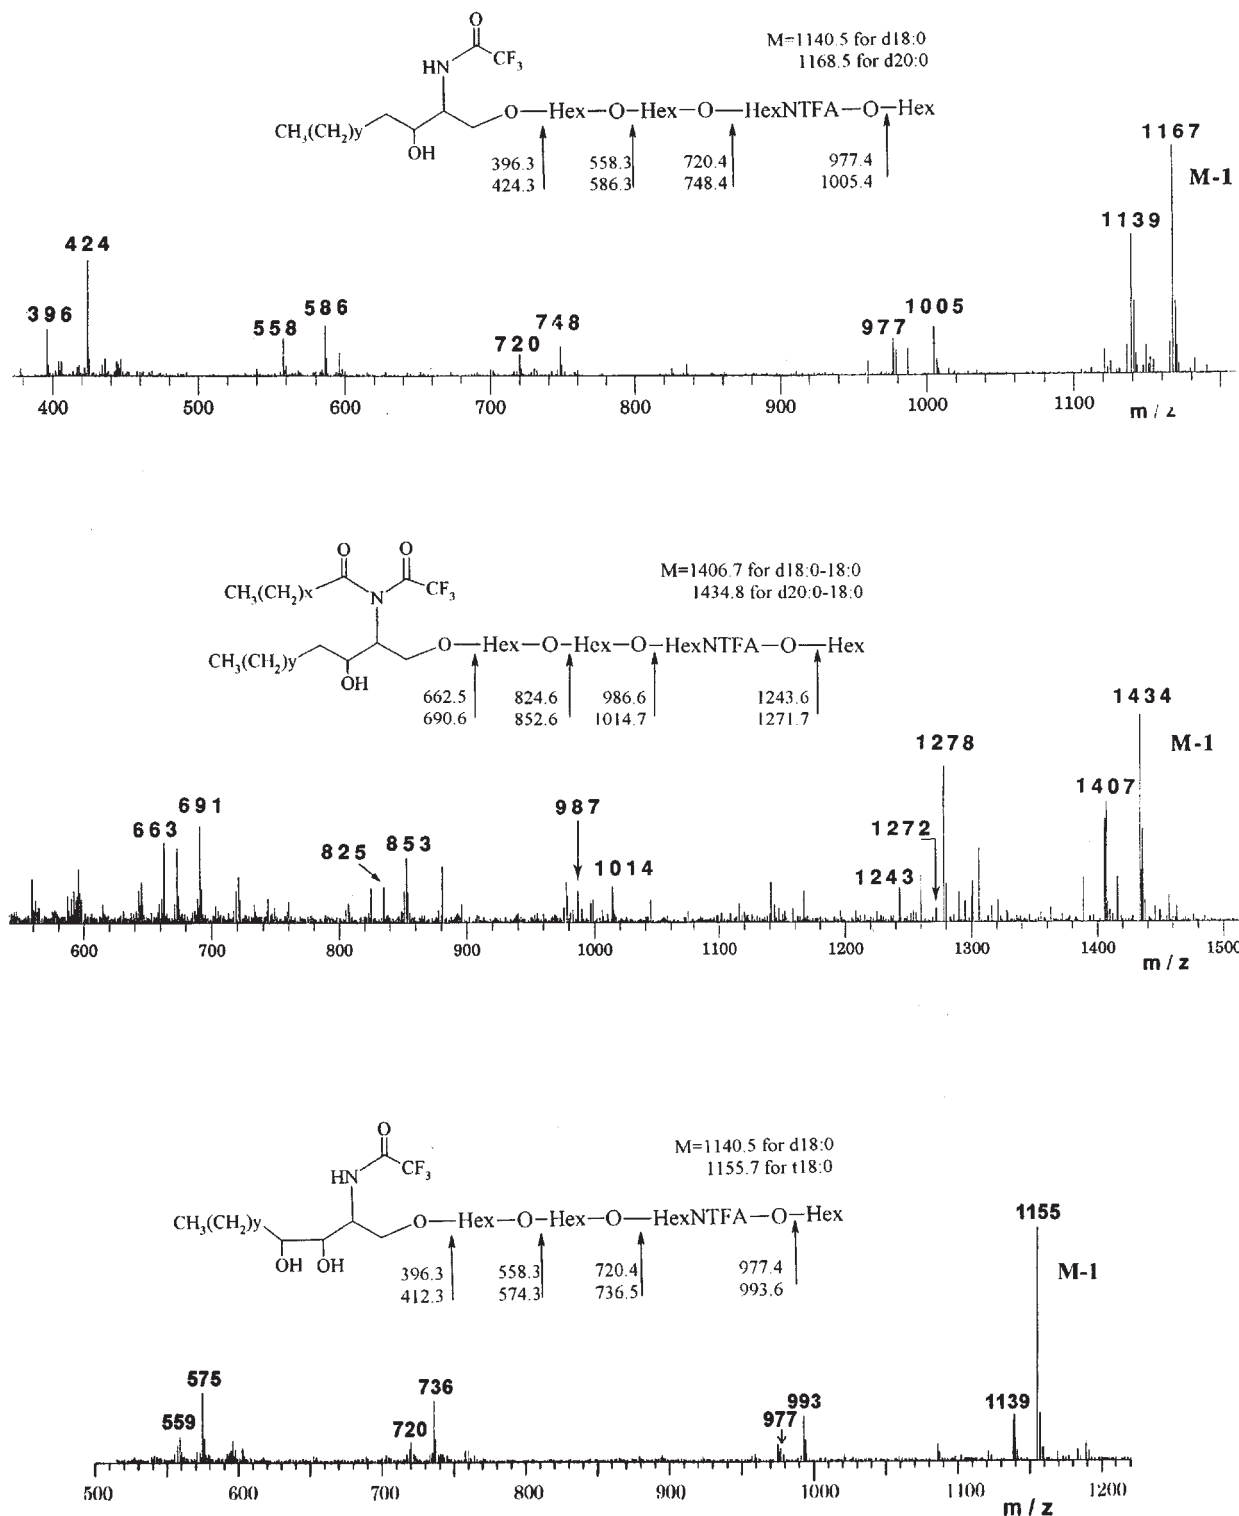 O
HN
CF3
CH3(CH2)y
OH
O—Hex—O—Hex—O—HexNTFA—O—Hex
M=1140.5 for d18:0
1168.5 for d20:0
396.3 558.3 720.4 977.4
424.3 586.3 748.4 1005.4
396 424 558 586 720 748 977 1005 1139 1167
M-1
400 500 600 700 800 900 1000 1100
m / z
O O
CH3(CH2)x
N
CF3
CH3(CH2)y
OH
O—Hex—O—Hex—O—HexNTFA—O—Hex
M=1406.7 for d18:0-18:0
1434.8 for d20:0-18:0
662.5 824.6 986.6 1243.6
690.6 852.6 1014.7 1271.7
663 691 825 853 987 1014 1243 1272 1278 1407 1434
M-1
600 700 800 900 1000 1100 1200 1300 1400 1500
m / z
O
HN
CF3
CH3(CH2)y
OH OH
O—Hex—O—Hex—O—HexNTFA—O—Hex
M=1140.5 for d18:0
1155.7 for t18:0
396.3 558.3 720.4 977.4
412.3 574.3 736.5 993.6
559 575 720 736 977 993 1139 1155
M-1
500 600 700 800 900 1000 1100 1200
m / z